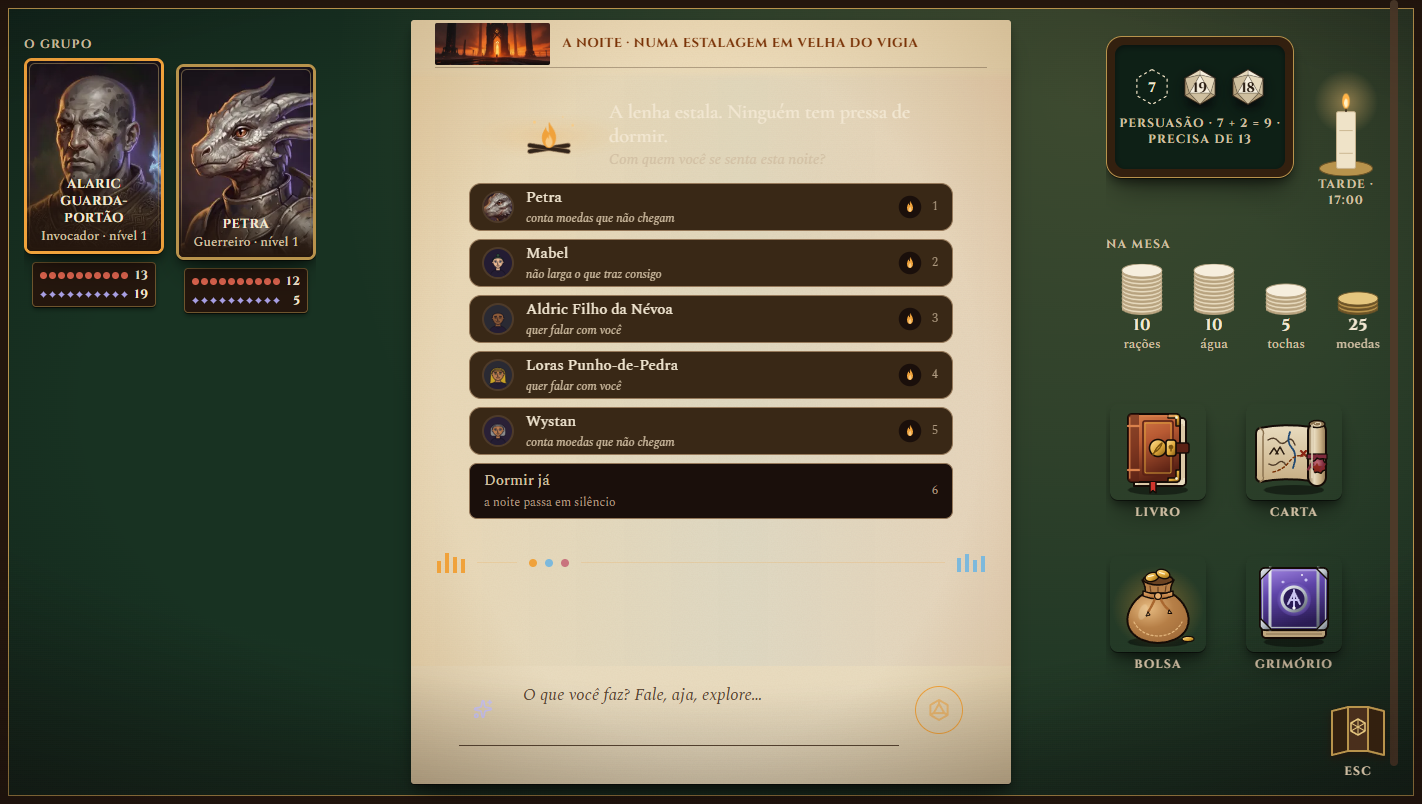 O GRUPO
ALARIC
GUARDA-
PORTÃO
Invocador · nível 1
13
19
PETRA
Guerreiro · nível 1
12
5
A NOITE · NUMA ESTALAGEM EM VELHA DO VIGIA
A lenha estala. Ninguém tem pressa de
dormir.
Com quem você se senta esta noite?
Petra
conta moedas que não chegam
1
Mabel
não larga o que traz consigo
2
Aldric Filho da Névoa
quer falar com você
3
Loras Punho-de-Pedra
quer falar com você
4
Wystan
conta moedas que não chegam
5
Dormir já
a noite passa em silêncio
6
O que você faz? Fale, aja, explore...
7 19 18
PERSUASÃO · 7 + 2 = 9 ·
PRECISA DE 13
TARDE ·
17:00
NA MESA
10 10 5 25
rações água tochas moedas
LIVRO CARTA
BOLSA GRIMÓRIO
ESC